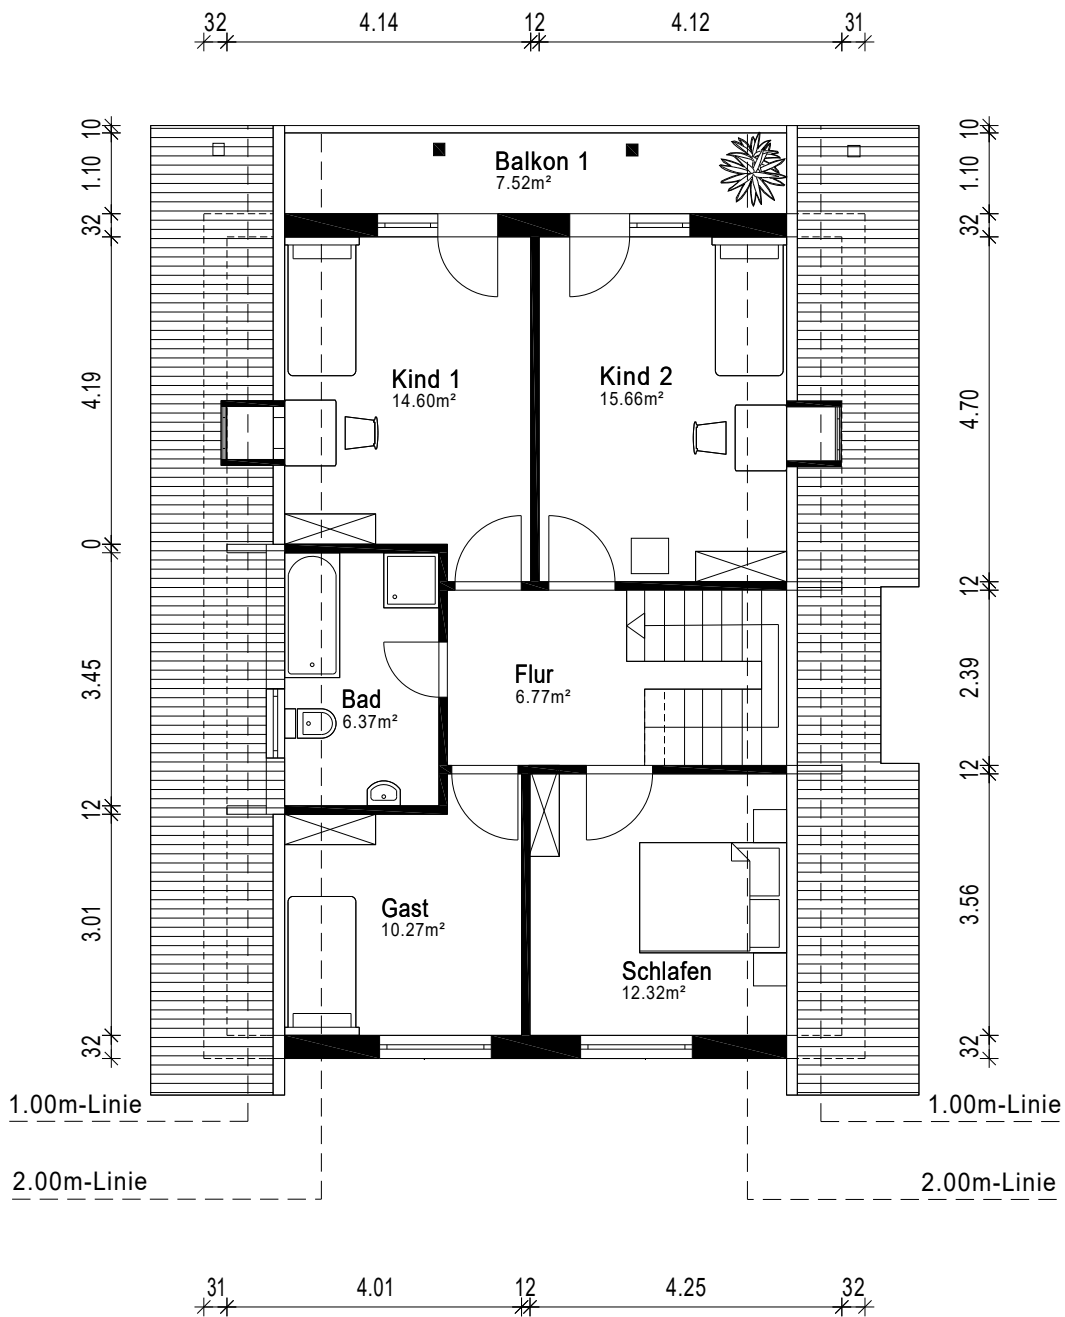 32 4.14 12 4.12 31
10 10
1.10 1.10
Balkon 1
7.52m²
32 32
Kind 1 Kind 2
14.60m² 15.66m²
4.19 4.70
0 12
Flur
6.77m²
3.45 2.39
Bad
6.37m²
12 12
Gast
10.27m²
3.01 3.56
Schlafen
12.32m²
32 32
1.00m-Linie 1.00m-Linie
2.00m-Linie 2.00m-Linie
31 4.01 12 4.25 32